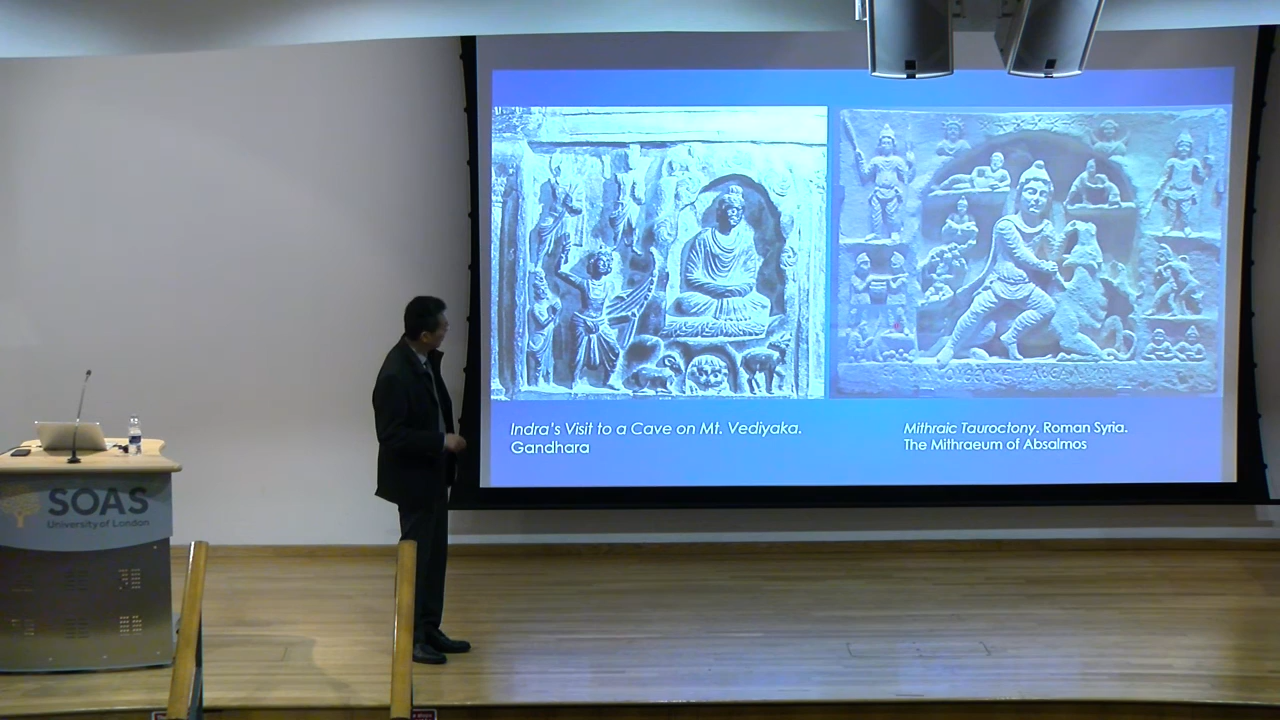 Indra's Visit to a Cave on Mt. Vediyaka.
Gandhara
Mithraic Tauroctony. Roman Syria.
The Mithraeum of Absalmos
SOAS
University of London